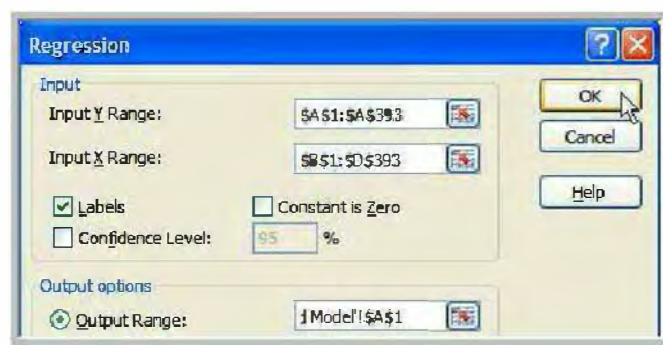 Regression
Input
Input Y Range: $A$1:$A$393
Input X Range: $B$1:$D$393
Labels
Constant is Zero
Confidence Level: 95 %
Output options
Output Range: Model'!$A$1
OK
Cancel
Help